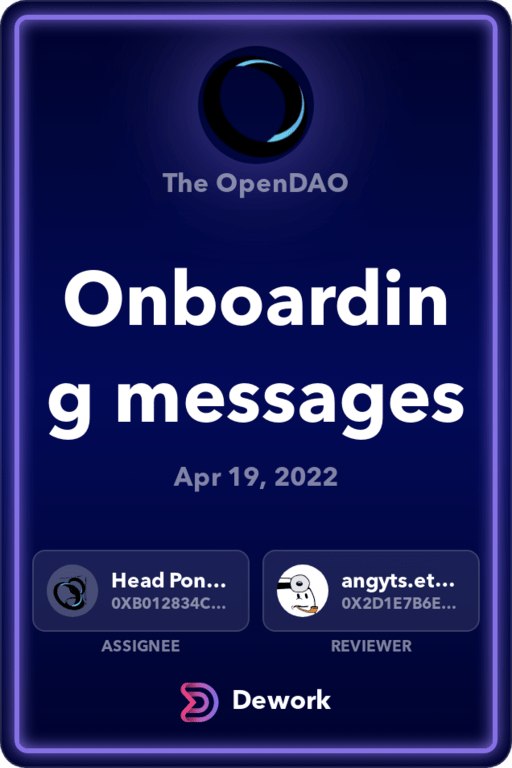 The OpenDAO
Onboardin
g messages
Apr 19, 2022
Head Pon...
0XB012834C...
ASSIGNEE
angyts.et...
0X2D1E7B6E...
REVIEWER
Dework